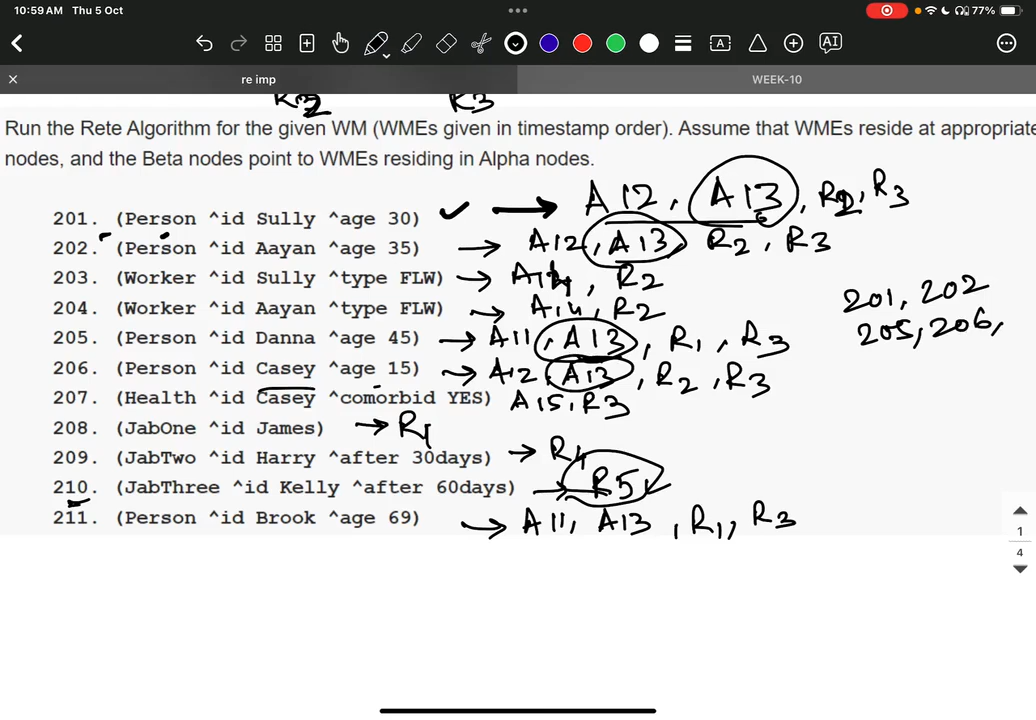 10:59 AM Thu 5 Oct
77%
A
AI
re imp
WEEK-10
R2 R3
Run the Rete Algorithm for the given WM (WMEs given in timestamp order). Assume that WMEs reside at appropriate
nodes, and the Beta nodes point to WMEs residing in Alpha nodes.
201. (Person ^id Sully ^age 30) ✓ → A12, A13, R2, R3
202. (Person ^id Aayan ^age 35) → A12, A13, R2, R3
203. (Worker ^id Sully ^type FLW) → A14, R2
204. (Worker ^id Aayan ^type FLW) → A14, R2
201, 202
205, 206,
205. (Person ^id Danna ^age 45) → A11, A13, R1, R3
206. (Person ^id Casey ^age 15) → A12, A13, R2, R3
207. (Health ^id Casey ^comorbid YES) A15, R3
208. (JabOne ^id James) → R4
209. (JabTwo ^id Harry ^after 30days) → R4
210. (JabThree ^id Kelly ^after 60days) → R5
211. (Person ^id Brook ^age 69) → A11, A13, R1, R3
1
4